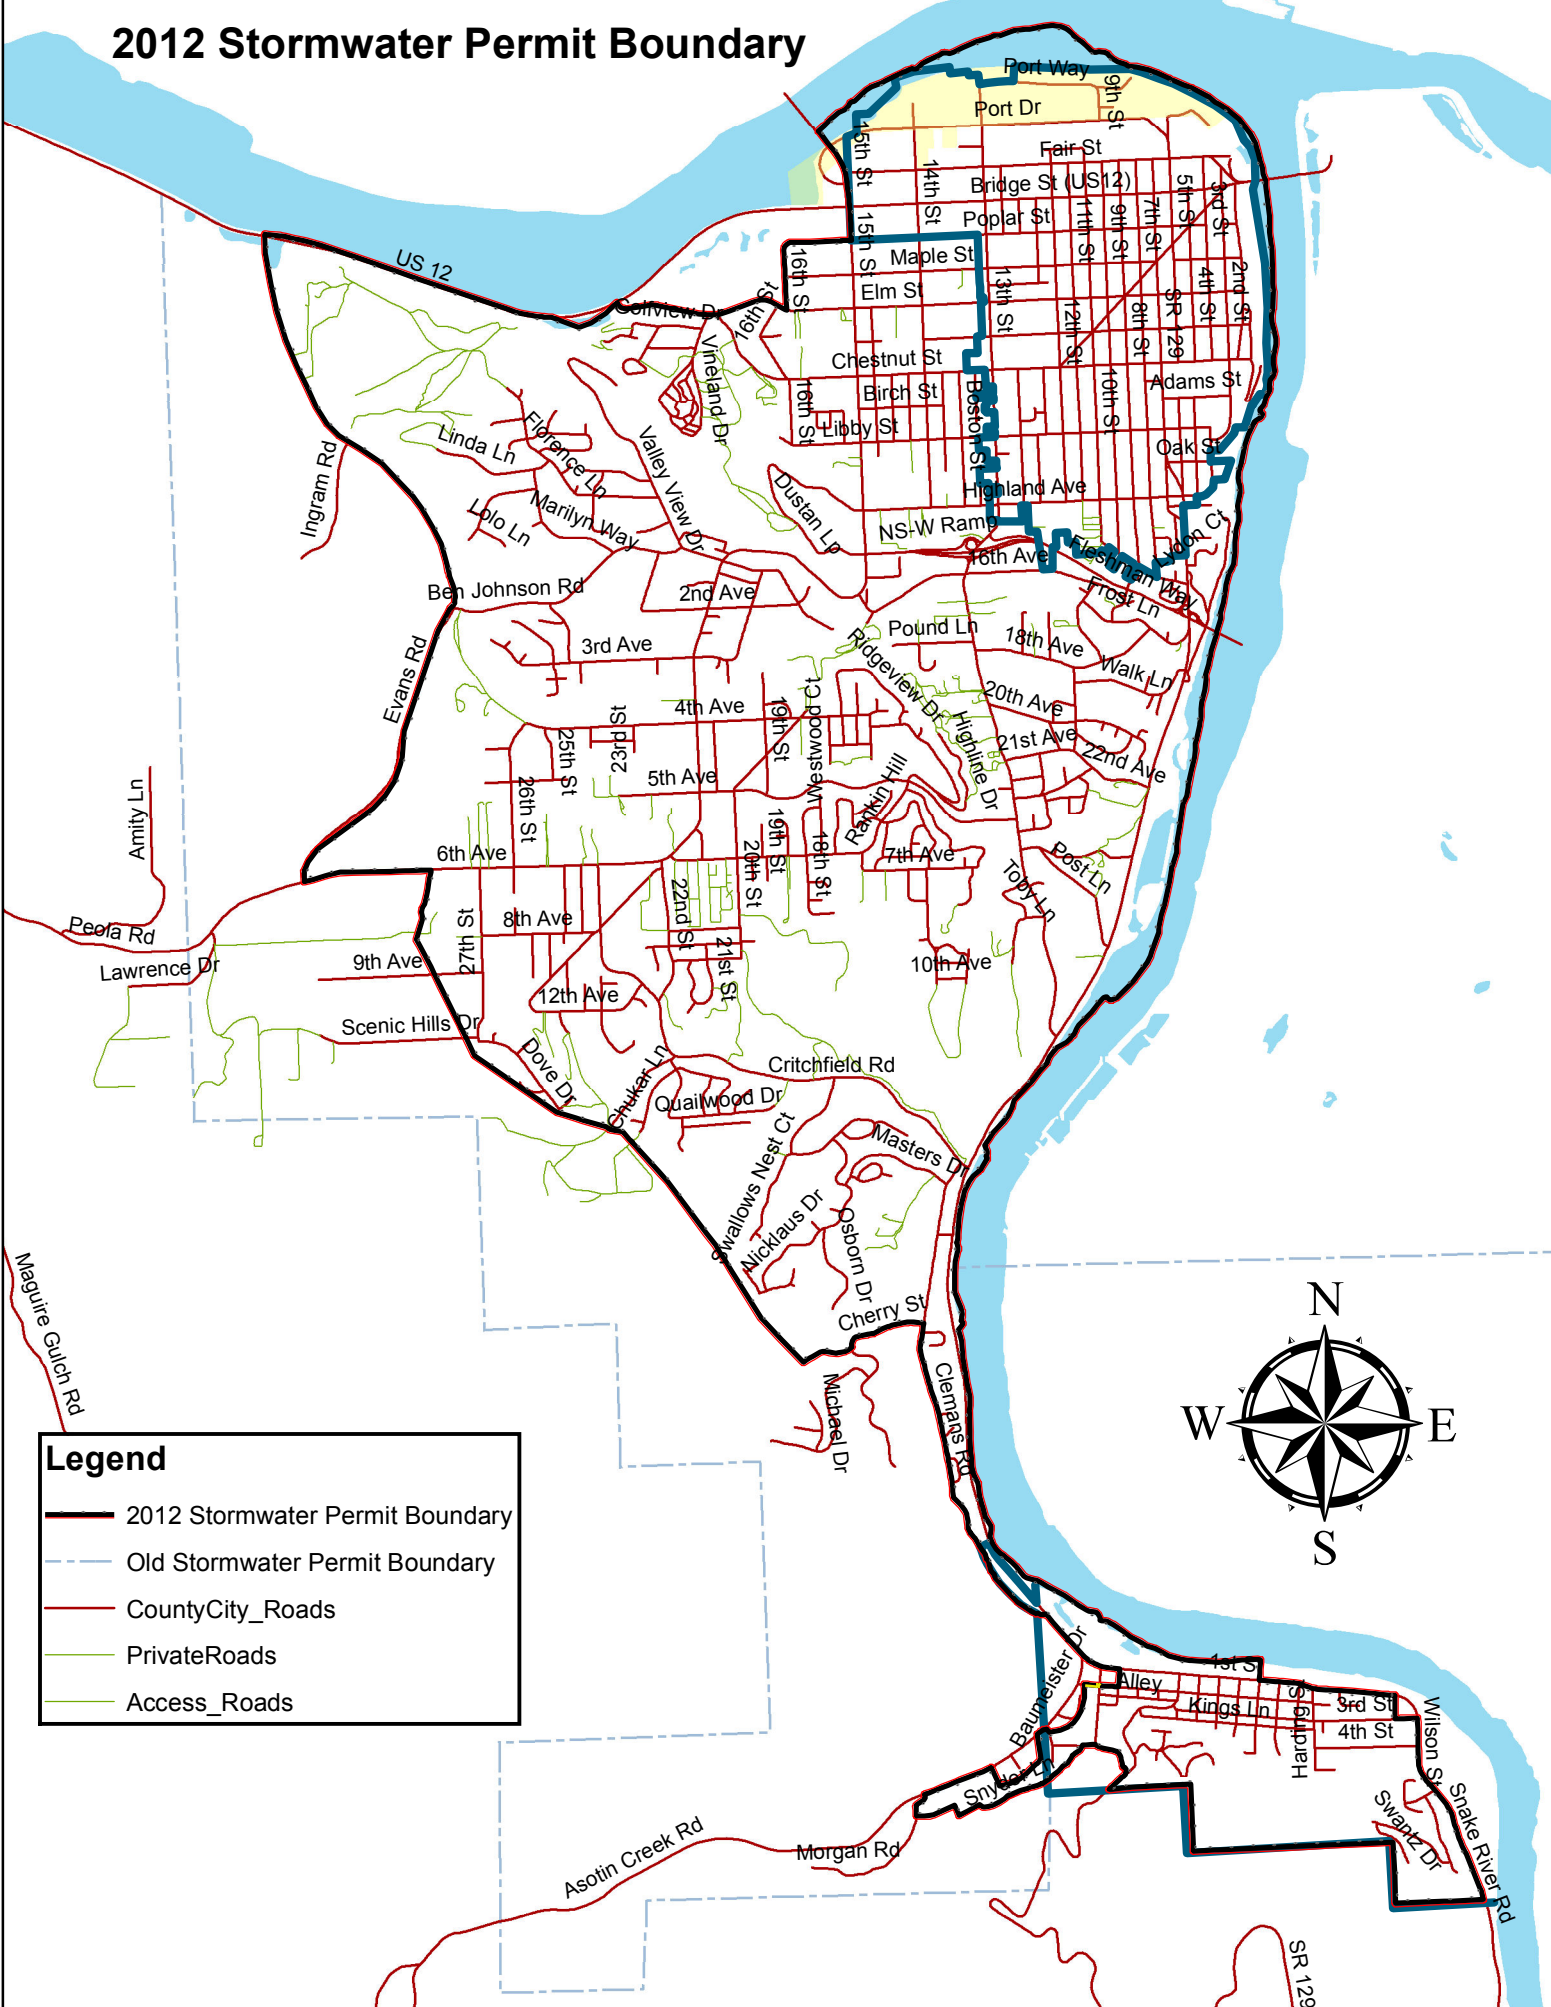 2012 Stormwater Permit Boundary
Port Way
9th St
Port Dr
15th St
Fair St
14th St
Bridge St (US12)
5th St
3rd St
Poplar St
11th St
9th St
7th St
15th St
US 12
16th St
Maple St
Elm St
13th St
12th St
8th St
SR 129
4th St
2nd St
Golfview Dr
16th St
Vineland Dr
Chestnut St
Birch St
16th St
Libby St
Boston St
10th St
Adams St
Oak St
Linda Ln
Florence Ln
Valley View Dr
Ingram Rd
Lolo Ln
Marilyn Way
Dustan Lp
Highland Ave
NS-W Ramp
16th Ave
Fleshman Way
Lydon Ct
Frost Ln
Ben Johnson Rd
2nd Ave
3rd Ave
Pound Ln
18th Ave
Walk Ln
Evans Rd
Ridgeview Dr
20th Ave
4th Ave
19th St
Westwood Ct
23rd St
25th St
Highline Dr
21st Ave
22nd Ave
5th Ave
26th St
Rankin Hill
Amity Ln
6th Ave
20th St
19th St
18th St
7th Ave
Toby Ln
Post Ln
Peola Rd
Lawrence Dr
27th St
8th Ave
22nd St
21st St
9th Ave
10th Ave
12th Ave
Scenic Hills Dr
Dove Dr
Chukar Ln
Critchfield Rd
Quailwood Dr
Swallows Nest Ct
Masters Dr
Nicklaus Dr
Osborn Dr
Cherry St
Maguire Gulch Rd
Michael Dr
Clemans Rd
N
W
E
S
Legend
2012 Stormwater Permit Boundary
Old Stormwater Permit Boundary
CountyCity_Roads
PrivateRoads
Access_Roads
Baumeister Dr
1st S
Alley
Kings Ln
Harding S
3rd St
4th St
Wilson St
Snyder Ln
Swantz Dr
Snake River Rd
Morgan Rd
Asotin Creek Rd
SR 129